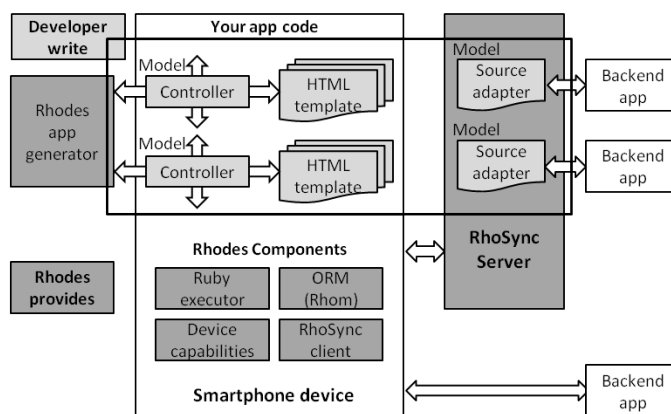 Developer
write
Your app code
Model
Controller
HTML
template
Model
Source
adapter
Backend
app
Rhodes
app
generator
Model
Controller
HTML
template
Model
Source
adapter
Backend
app
Rhodes Components
RhoSync
Server
Rhodes
provides
Ruby
executor
ORM
(Rhom)
Device
capabilities
RhoSync
client
Smartphone device
Backend
app